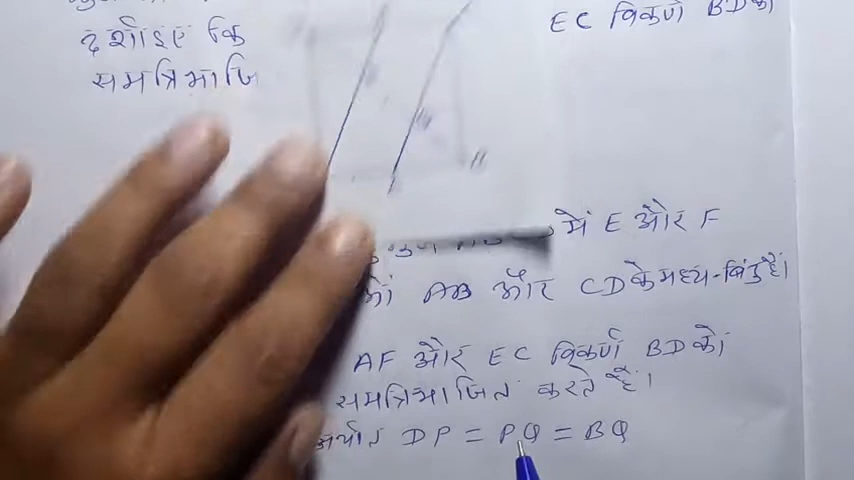 दर्शाइए कि
समत्रिभाजि
EC विकर्ण BD को
में E और F
AB और CD के मध्य-बिंदु है।
AF और EC विकर्ण BD को
समत्रिभाजित करते है।
अर्थात DP = PQ = BQ